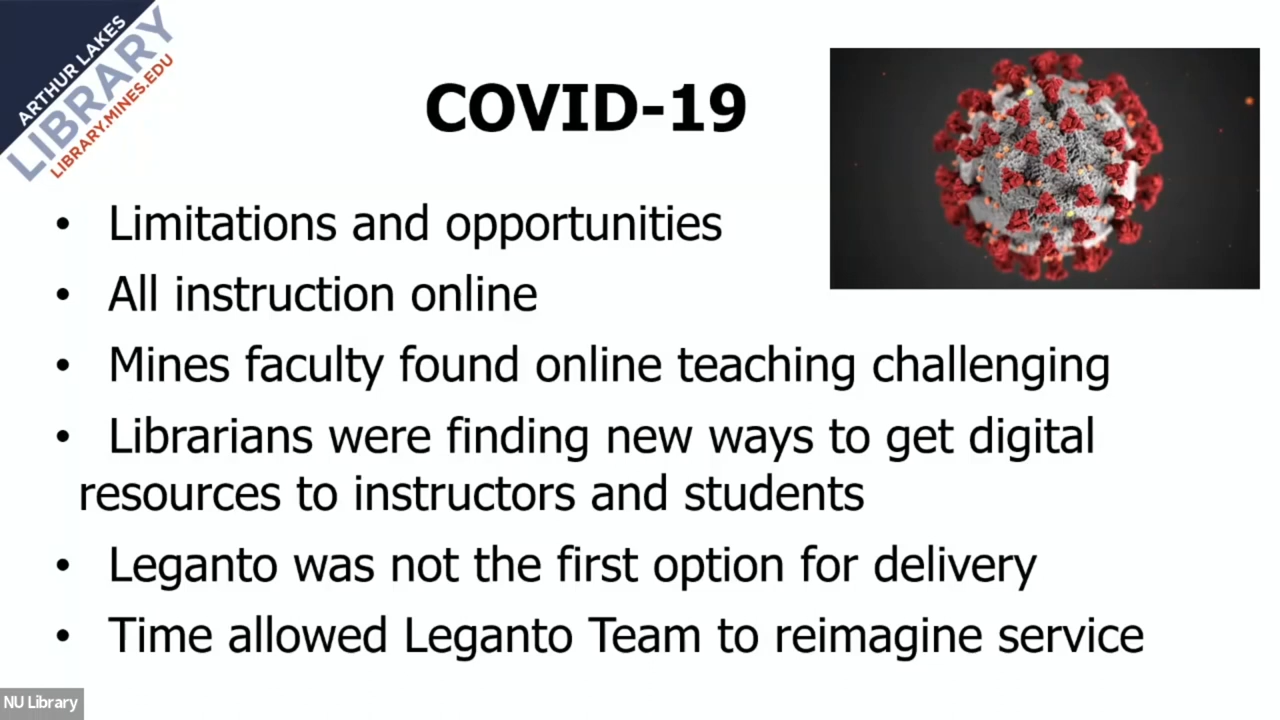 ARTHUR LAKES
LIBRARY
LIBRARY.MINES.EDU
COVID-19
• Limitations and opportunities
• All instruction online
• Mines faculty found online teaching challenging
• Librarians were finding new ways to get digital
resources to instructors and students
• Leganto was not the first option for delivery
• Time allowed Leganto Team to reimagine service
NU Library